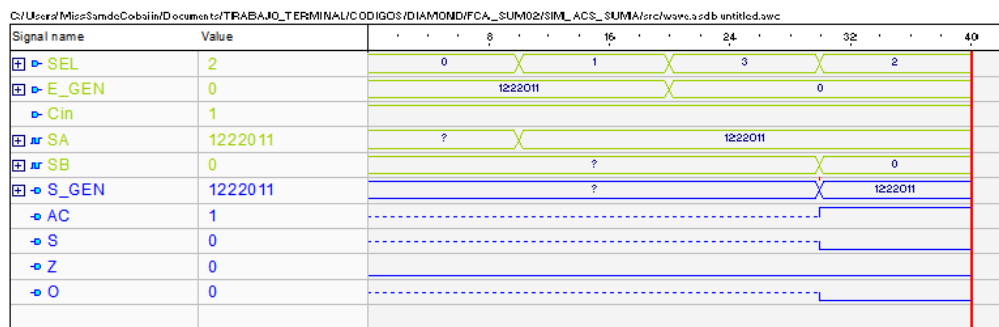 C:/Users/MissSamdeCobaiin/Documents/TRABAJO_TERMINAL/CODIGOS/DIAMOND/FCA_SUM02/SIM_ACS_SUMA/src/wave.asdb untitled.awc
Signal name Value 8 16 24 32 40
SEL 2 0 1 3 2
E_GEN 0 1222011 0
Cin 1
SA 1222011 ? 1222011
SB 0 ? 0
S_GEN 1222011 ? 1222011
AC 1
S 0
Z 0
O 0